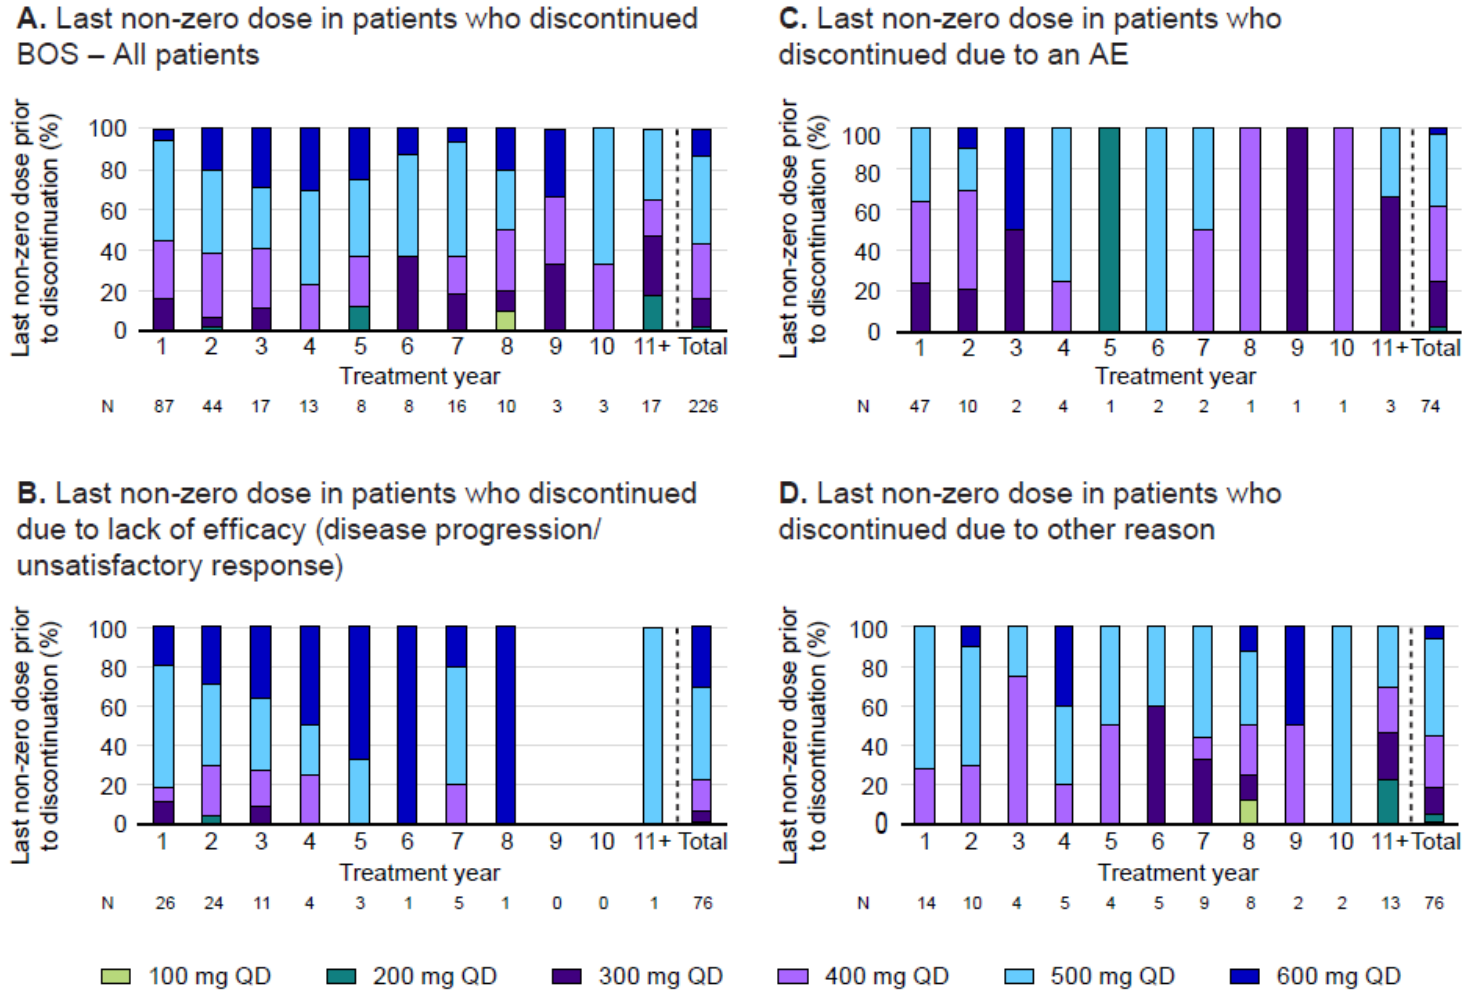 A. Last non-zero dose in patients who discontinued
BOS – All patients
Last non-zero dose prior
to discontinuation (%)
100
80
60
40
20
0
1 2 3 4 5 6 7 8 9 10 11+ Total
Treatment year
N 87 44 17 13 8 8 16 10 3 3 17 226
C. Last non-zero dose in patients who
discontinued due to an AE
Last non-zero dose prior
to discontinuation (%)
100
80
60
40
20
0
1 2 3 4 5 6 7 8 9 10 11+ Total
Treatment year
N 47 10 2 4 1 2 2 1 1 1 3 74
B. Last non-zero dose in patients who discontinued
due to lack of efficacy (disease progression/
unsatisfactory response)
Last non-zero dose prior
to discontinuation (%)
100
80
60
40
20
0
1 2 3 4 5 6 7 8 9 10 11+ Total
Treatment year
N 26 24 11 4 3 1 5 1 0 0 1 76
D. Last non-zero dose in patients who
discontinued due to other reason
Last non-zero dose prior
to discontinuation (%)
100
80
60
40
20
0
1 2 3 4 5 6 7 8 9 10 11+ Total
Treatment year
N 14 10 4 5 4 5 9 8 2 2 13 76
100 mg QD 200 mg QD 300 mg QD 400 mg QD 500 mg QD 600 mg QD